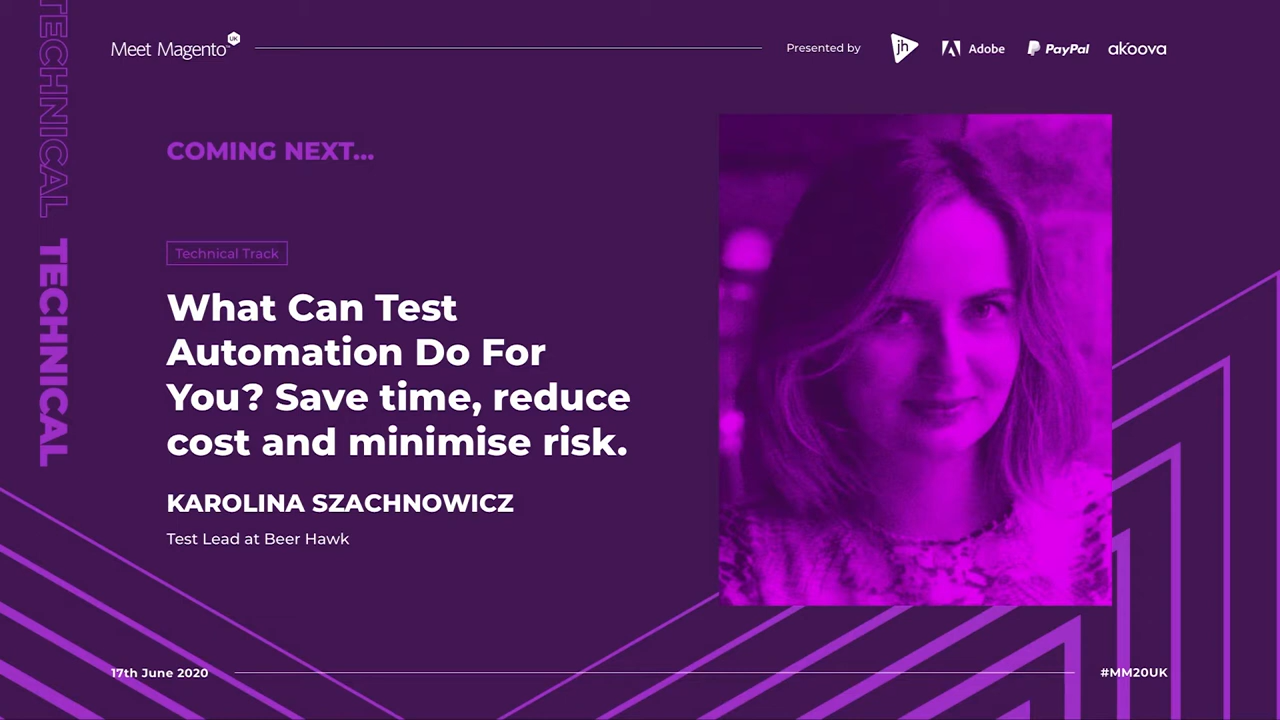 Meet Magento UK
Presented by
jh
Adobe
PayPal
akoova
TECHNICAL
TECHNICAL
COMING NEXT...
Technical Track
What Can Test
Automation Do For
You? Save time, reduce
cost and minimise risk.
KAROLINA SZACHNOWICZ
Test Lead at Beer Hawk
17th June 2020
#MM20UK